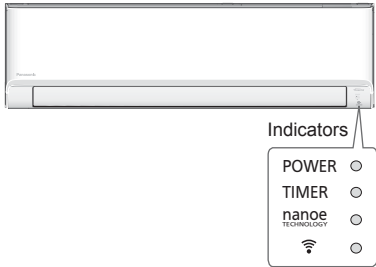 Panasonic
Indicators
POWER
TIMER
nanoe
TECHNOLOGY